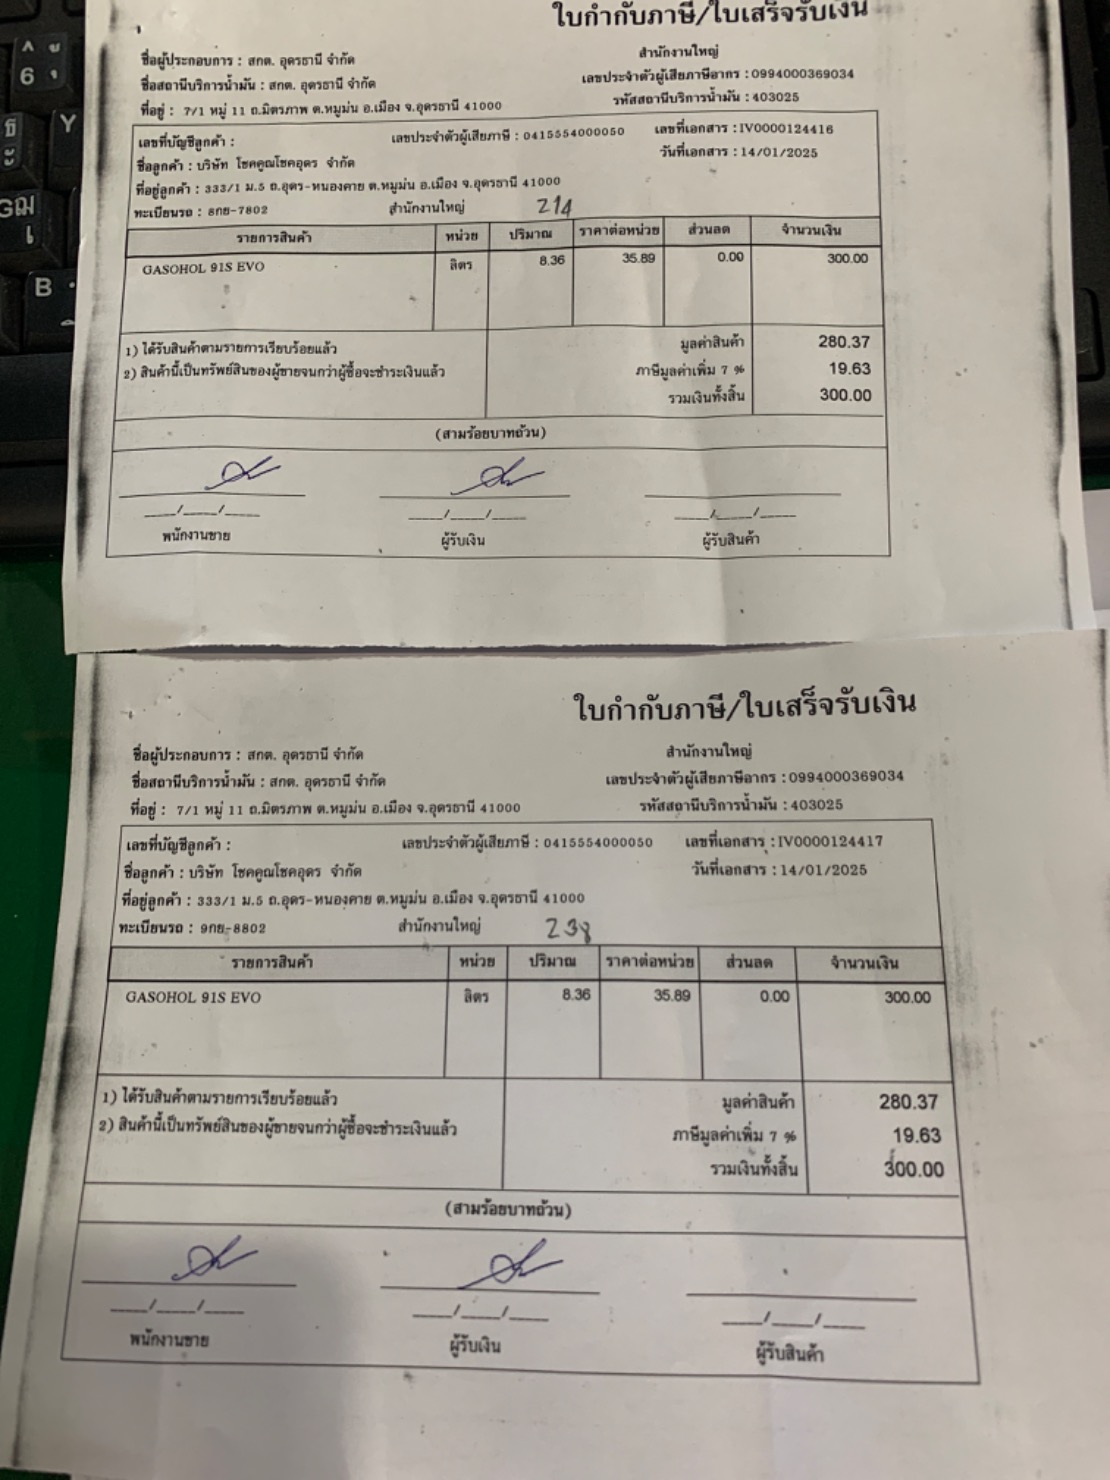 ใบกำกับภาษี/ใบเสร็จรับเงิน
ชื่อผู้ประกอบการ : สกต. อุดรธานี จำกัด สำนักงานใหญ่
ชื่อสถานีบริการน้ำมัน : สกต. อุดรธานี จำกัด เลขประจำตัวผู้เสียภาษีอากร : 0994000369034
ที่อยู่ : 7/1 หมู่ 11 ถ.มิตรภาพ ต.หมูม่น อ.เมือง จ.อุดรธานี 41000 รหัสสถานีบริการน้ำมัน : 403025
เลขที่บัญชีลูกค้า : เลขประจำตัวผู้เสียภาษี : 0415554000050 เลขที่เอกสาร : IV0000124416
ชื่อลูกค้า : บริษัท โชคคูณโชคอุดร จำกัด วันที่เอกสาร : 14/01/2025
ที่อยู่ลูกค้า : 333/1 ม.5 ถ.อุดร-หนองคาย ต.หมูม่น อ.เมือง จ.อุดรธานี 41000
ทะเบียนรถ : 8กย-7802 สำนักงานใหญ่ 214
รายการสินค้า หน่วย ปริมาณ ราคาต่อหน่วย ส่วนลด จำนวนเงิน
GASOHOL 91S EVO ลิตร 8.36 35.89 0.00 300.00
1) ได้รับสินค้าตามรายการเรียบร้อยแล้ว มูลค่าสินค้า 280.37
2) สินค้านี้เป็นทรัพย์สินของผู้ขายจนกว่าผู้ซื้อจะชำระเงินแล้ว ภาษีมูลค่าเพิ่ม 7 % 19.63
รวมเงินทั้งสิ้น 300.00
(สามร้อยบาทถ้วน)
___/___/___ ___/___/___ ___/___/___
พนักงานขาย ผู้รับเงิน ผู้รับสินค้า
ใบกำกับภาษี/ใบเสร็จรับเงิน
ชื่อผู้ประกอบการ : สกต. อุดรธานี จำกัด สำนักงานใหญ่
ชื่อสถานีบริการน้ำมัน : สกต. อุดรธานี จำกัด เลขประจำตัวผู้เสียภาษีอากร : 0994000369034
ที่อยู่ : 7/1 หมู่ 11 ถ.มิตรภาพ ต.หมูม่น อ.เมือง จ.อุดรธานี 41000 รหัสสถานีบริการน้ำมัน : 403025
เลขที่บัญชีลูกค้า : เลขประจำตัวผู้เสียภาษี : 0415554000050 เลขที่เอกสาร : IV0000124417
ชื่อลูกค้า : บริษัท โชคคูณโชคอุดร จำกัด วันที่เอกสาร : 14/01/2025
ที่อยู่ลูกค้า : 333/1 ม.5 ถ.อุดร-หนองคาย ต.หมูม่น อ.เมือง จ.อุดรธานี 41000
ทะเบียนรถ : 9กย-8802 สำนักงานใหญ่ 238
รายการสินค้า หน่วย ปริมาณ ราคาต่อหน่วย ส่วนลด จำนวนเงิน
GASOHOL 91S EVO ลิตร 8.36 35.89 0.00 300.00
1) ได้รับสินค้าตามรายการเรียบร้อยแล้ว มูลค่าสินค้า 280.37
2) สินค้านี้เป็นทรัพย์สินของผู้ขายจนกว่าผู้ซื้อจะชำระเงินแล้ว ภาษีมูลค่าเพิ่ม 7 % 19.63
รวมเงินทั้งสิ้น 300.00
(สามร้อยบาทถ้วน)
___/___/___ ___/___/___ ___/___/___
พนักงานขาย ผู้รับเงิน ผู้รับสินค้า